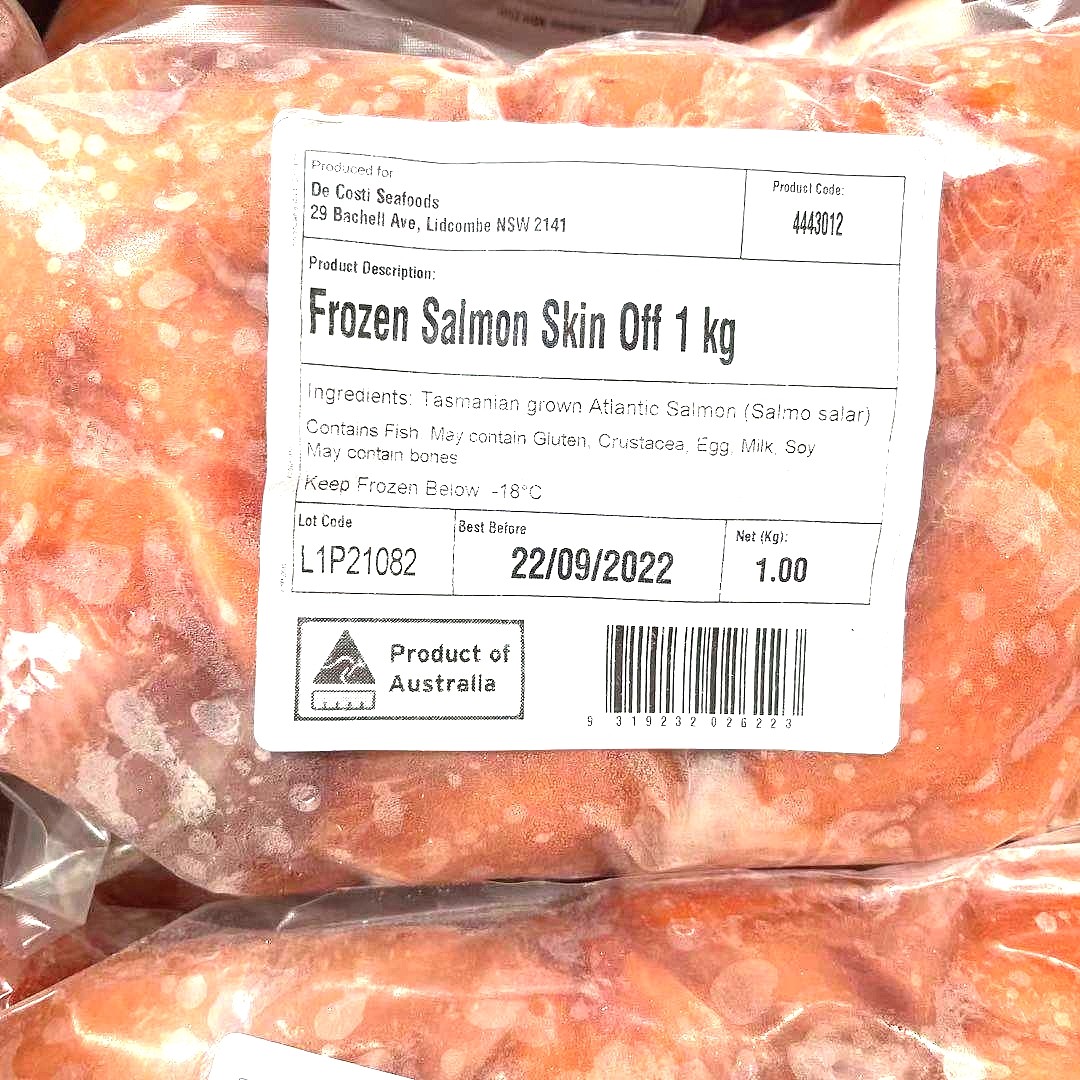 Produced for
De Costi Seafoods
29 Bachell Ave, Lidcombe NSW 2141
Product Code:
4443012
Product Description:
Frozen Salmon Skin Off 1 kg
Ingredients: Tasmanian grown Atlantic Salmon (Salmo salar)
Contains Fish May contain Gluten, Crustacea, Egg, Milk, Soy
May contain bones
Keep Frozen Below -18°C
Lot Code
L1P21082
Best Before
22/09/2022
Net (Kg):
1.00
Product of
Australia
9 319232 026223